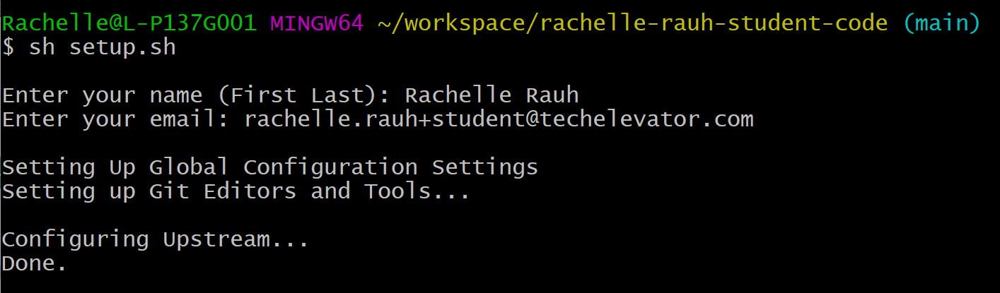 Rachelle@L-P137G001 MINGW64 ~/workspace/rachelle-rauh-student-code (main)
$ sh setup.sh
Enter your name (First Last): Rachelle Rauh
Enter your email: rachelle.rauh+student@techelevator.com
Setting Up Global Configuration Settings
Setting up Git Editors and Tools...
Configuring Upstream...
Done.